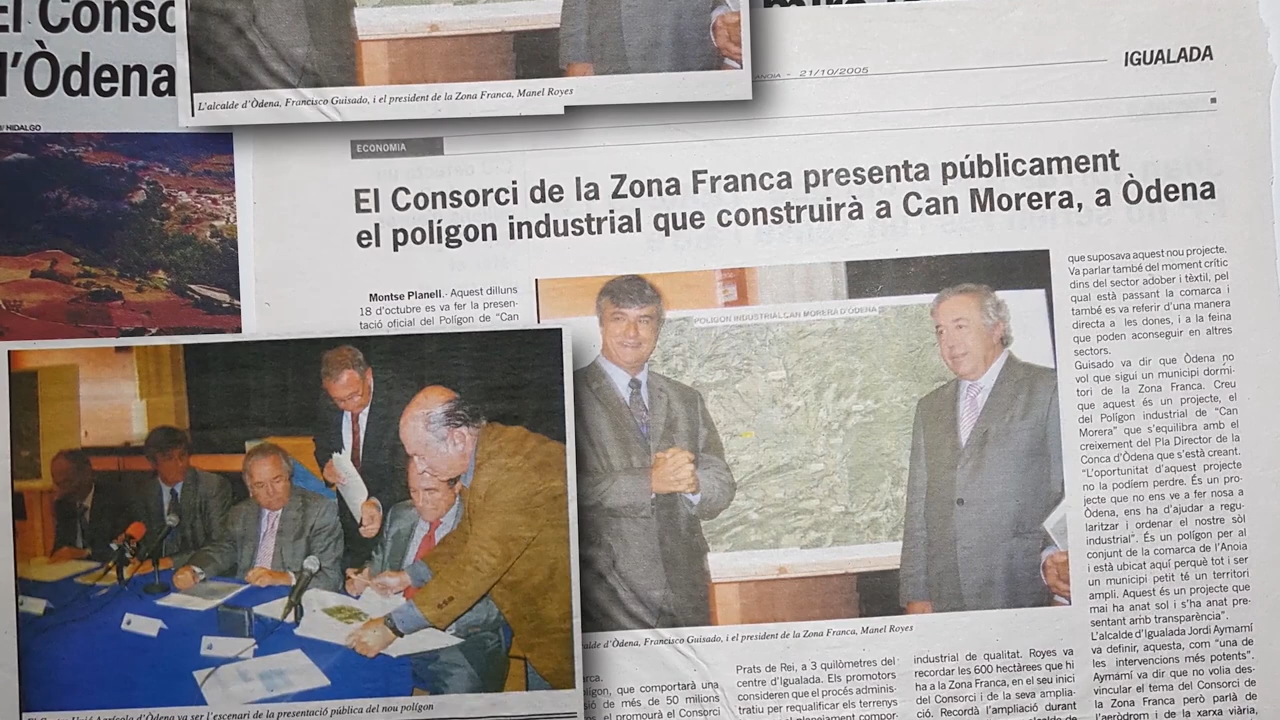 El Consc
l'Òdena
HIDALGO
L'alcalde d'Òdena, Francisco Guisado, i el president de la Zona Franca, Manel Royes
21/10/2005
IGUALADA
ECONOMIA
El Consorci de la Zona Franca presenta públicament
el polígon industrial que construirà a Can Morera, a Òdena
Montse Planell.- Aquest dilluns
18 d'octubre es va fer la presen-
tació oficial del Polígon de "Can
POLIGON INDUSTRIAL CAN MORERA D'ODENA
que suposava aquest nou projecte.
Va parlar també del moment crític
dins del sector adober i tèxtil, pel
qual està passant la comarca i
també es va referir d'una manera
directa a les dones, i a la feina
que poden aconseguir en altres
sectors.
Guisado va dir que Òdena no
vol que sigui un municipi dormi-
tori de la Zona Franca. Creu
que aquest és un projecte, el
del Polígon industrial de "Can
Morera" que s'equilibra amb el
creixement del Pla Director de la
Conca d'Òdena que s'està creant.
"L'oportunitat d'aquest projecte
no la podíem perdre. És un pro-
jecte que no ens ve a fer nosa a
Òdena, ens ha d'ajudar a regu-
laritzar i ordenar el nostre sòl
industrial". És un polígon per al
conjunt de la comarca de l'Anoia
i està ubicat aquí perquè tot i ser
un municipi petit té un territori
ampli. Aquest és un projecte que
mai ha anat sol i s'ha anat pre-
sentant amb transparència".
L'alcalde d'Igualada Jordi Aymamí
va definir, aquesta, com "una de
les intervencions més potents".
Aymamí va dir que no volia des-
vincular el tema del Consorci de
la Zona Franca però parlà de
l'aeròdrom i de la xarxa viària,
alde d'Òdena, Francisco Guisado, i el president de la Zona Franca, Manel Royes
rca.
lígon, que comportarà una
sió de més de 50 milions
s, el promourà el Consorci
Prats de Rei, a 3 quilòmetres del
centre d'Igualada. Els promotors
consideren que el procés adminis-
tratiu per requalificar els terrenys
industrial de qualitat. Royes va
recordar les 600 hectàrees que hi
ha a la Zona Franca, en el seu inici
del Consorci i de la seva amplia-
ció. Recordà l'ampliació durant
Unió Agrícola d'Òdena va ser l'escenari de la presentació pública del nou polígon